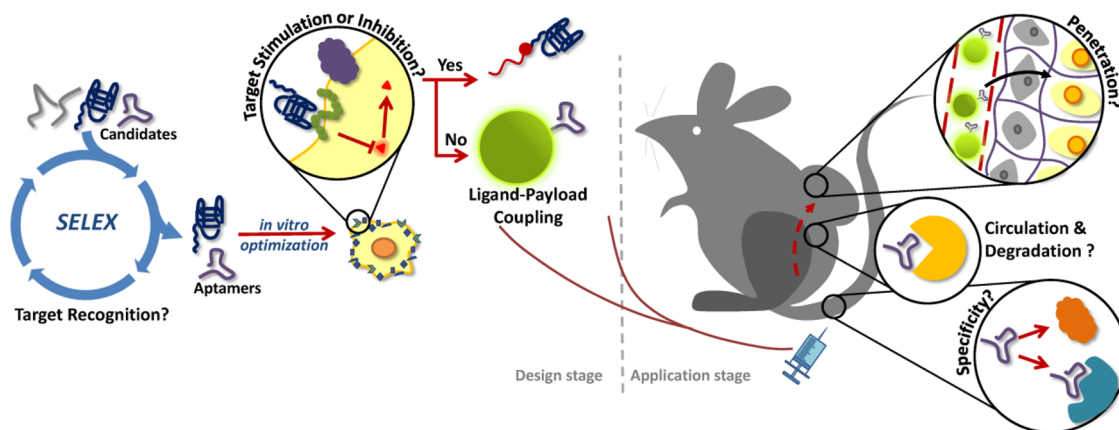 Candidates
SELEX
Target Recognition?
Aptamers
in vitro
optimization
Target Stimulation or Inhibition?
Yes
No
Ligand-Payload
Coupling
Design stage
Application stage
Penetration?
Circulation &
Degradation ?
Specificity?